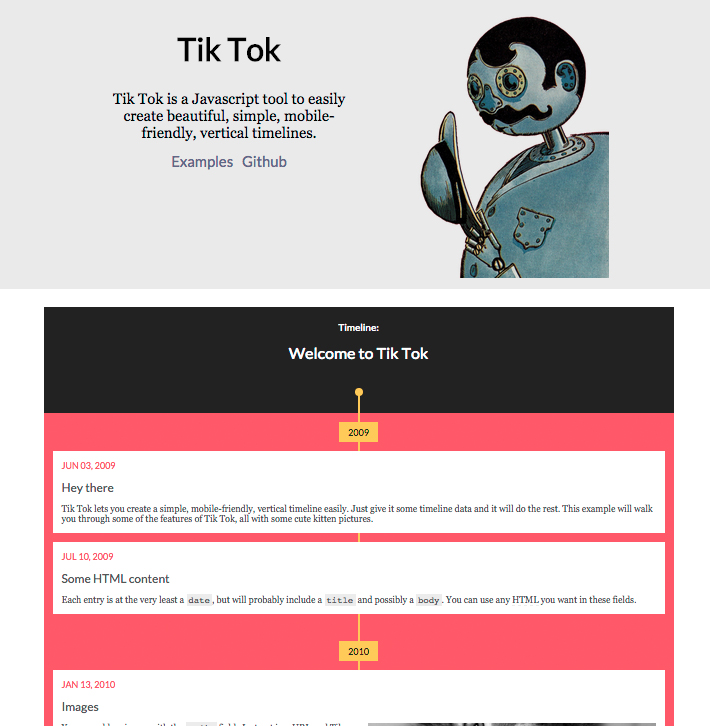 Tik Tok
Tik Tok is a Javascript tool to easily
create beautiful, simple, mobile-
friendly, vertical timelines.
Examples Github
Timeline:
Welcome to Tik Tok
2009
JUN 03, 2009
Hey there
Tik Tok lets you create a simple, mobile-friendly, vertical timeline easily. Just give it some timeline data and it will do the rest. This example will walk
you through some of the features of Tik Tok, all with some cute kitten pictures.
JUL 10, 2009
Some HTML content
Each entry is at the very least a date, but will probably include a title and possibly a body. You can use any HTML you want in these fields.
2010
JAN 13, 2010
Images